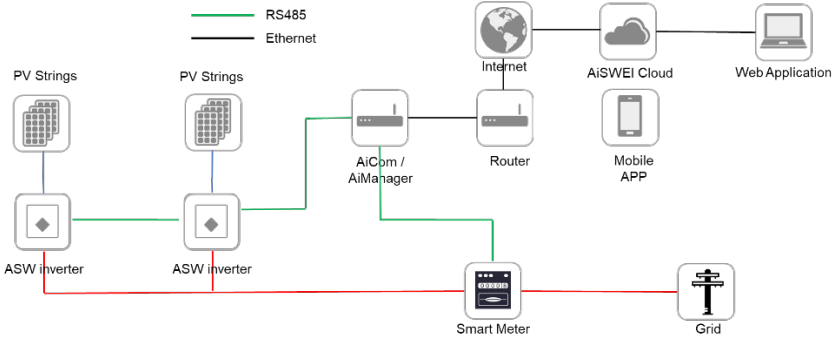 RS485
Ethernet
PV Strings
PV Strings
Internet
AiSWEI Cloud
Web Application
AiCom /
AiManager
Router
Mobile
APP
ASW inverter
ASW inverter
Smart Meter
Grid